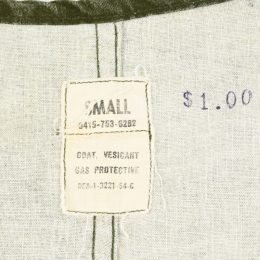 SMALL
8415-753-6282
$1.00
COAT, VESICANT
GAS PROTECTIVE